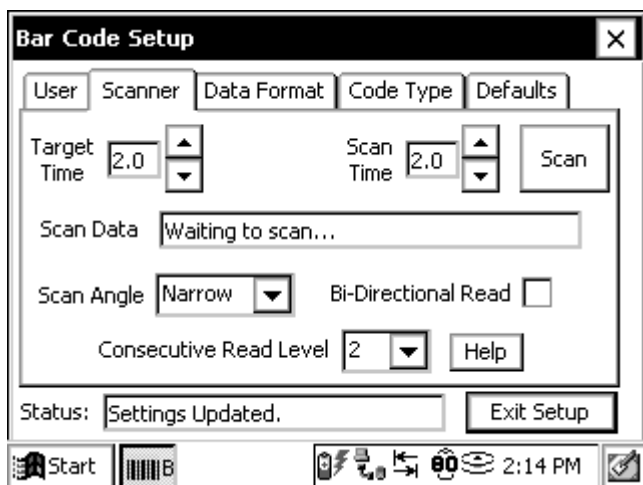 Bar Code Setup
User Scanner Data Format Code Type Defaults
Target Time 2.0 Scan Time 2.0 Scan
Scan Data Waiting to scan...
Scan Angle Narrow Bi-Directional Read
Consecutive Read Level 2 Help
Status: Settings Updated. Exit Setup
Start B 2:14 PM